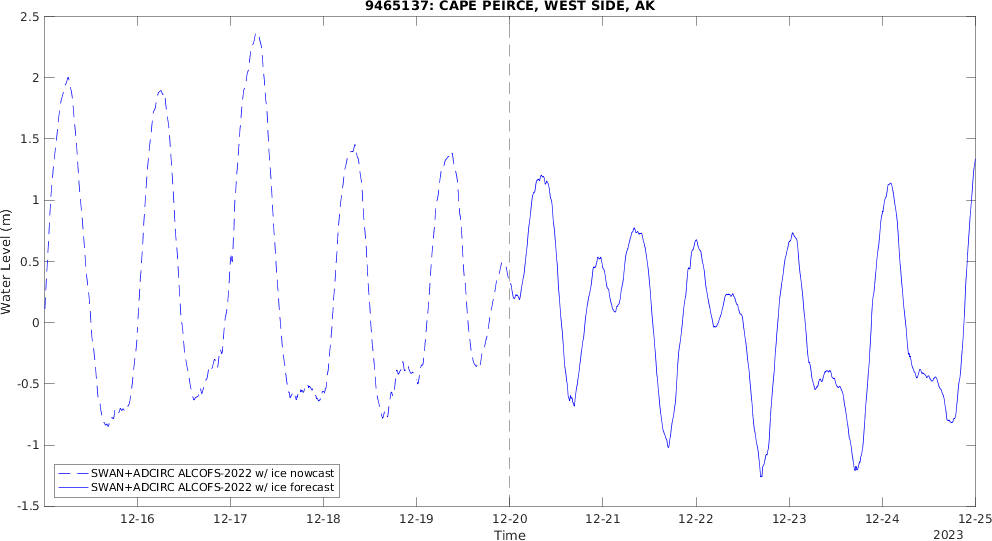 9465137: CAPE PEIRCE, WEST SIDE, AK
2.5
2
1.5
1
0.5
0
-0.5
-1
-1.5
Water Level (m)
SWAN+ADCIRC ALCOFS-2022 w/ ice nowcast
SWAN+ADCIRC ALCOFS-2022 w/ ice forecast
12-16 12-17 12-18 12-19 12-20 12-21 12-22 12-23 12-24 12-25
Time
2023